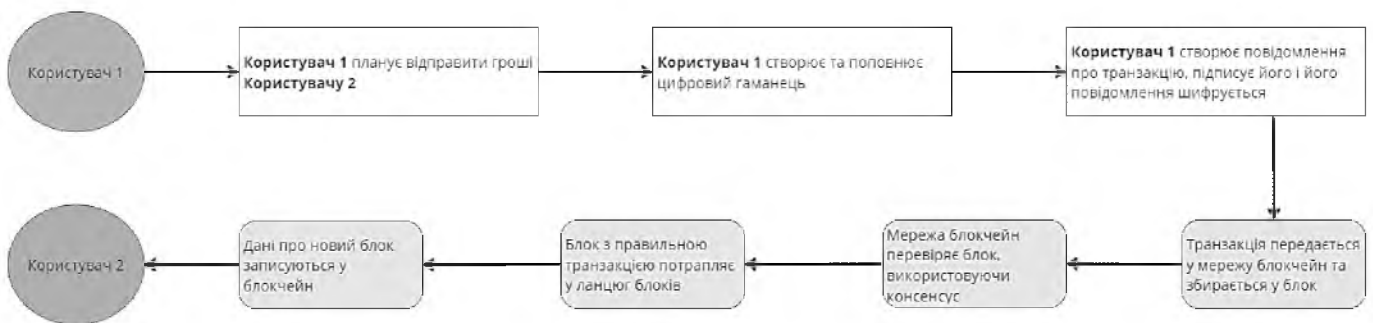 Користувач 1
Користувач 1 планує відправити гроші
Користувачу 2
Користувач 1 створює та поповнює
цифровий гаманець
Користувач 1 створює повідомлення
про транзакцію, підписує його і його
повідомлення шифрується
Транзакція передається
у мережу блокчейн та
збирається у блок
Мережа блокчейн
перевіряє блок,
використовуючи
консенсус
Блок з правильною
транзакцією потрапляє
у ланцюг блоків
Дані про новий блок
записуються у
блокчейн
Користувач 2